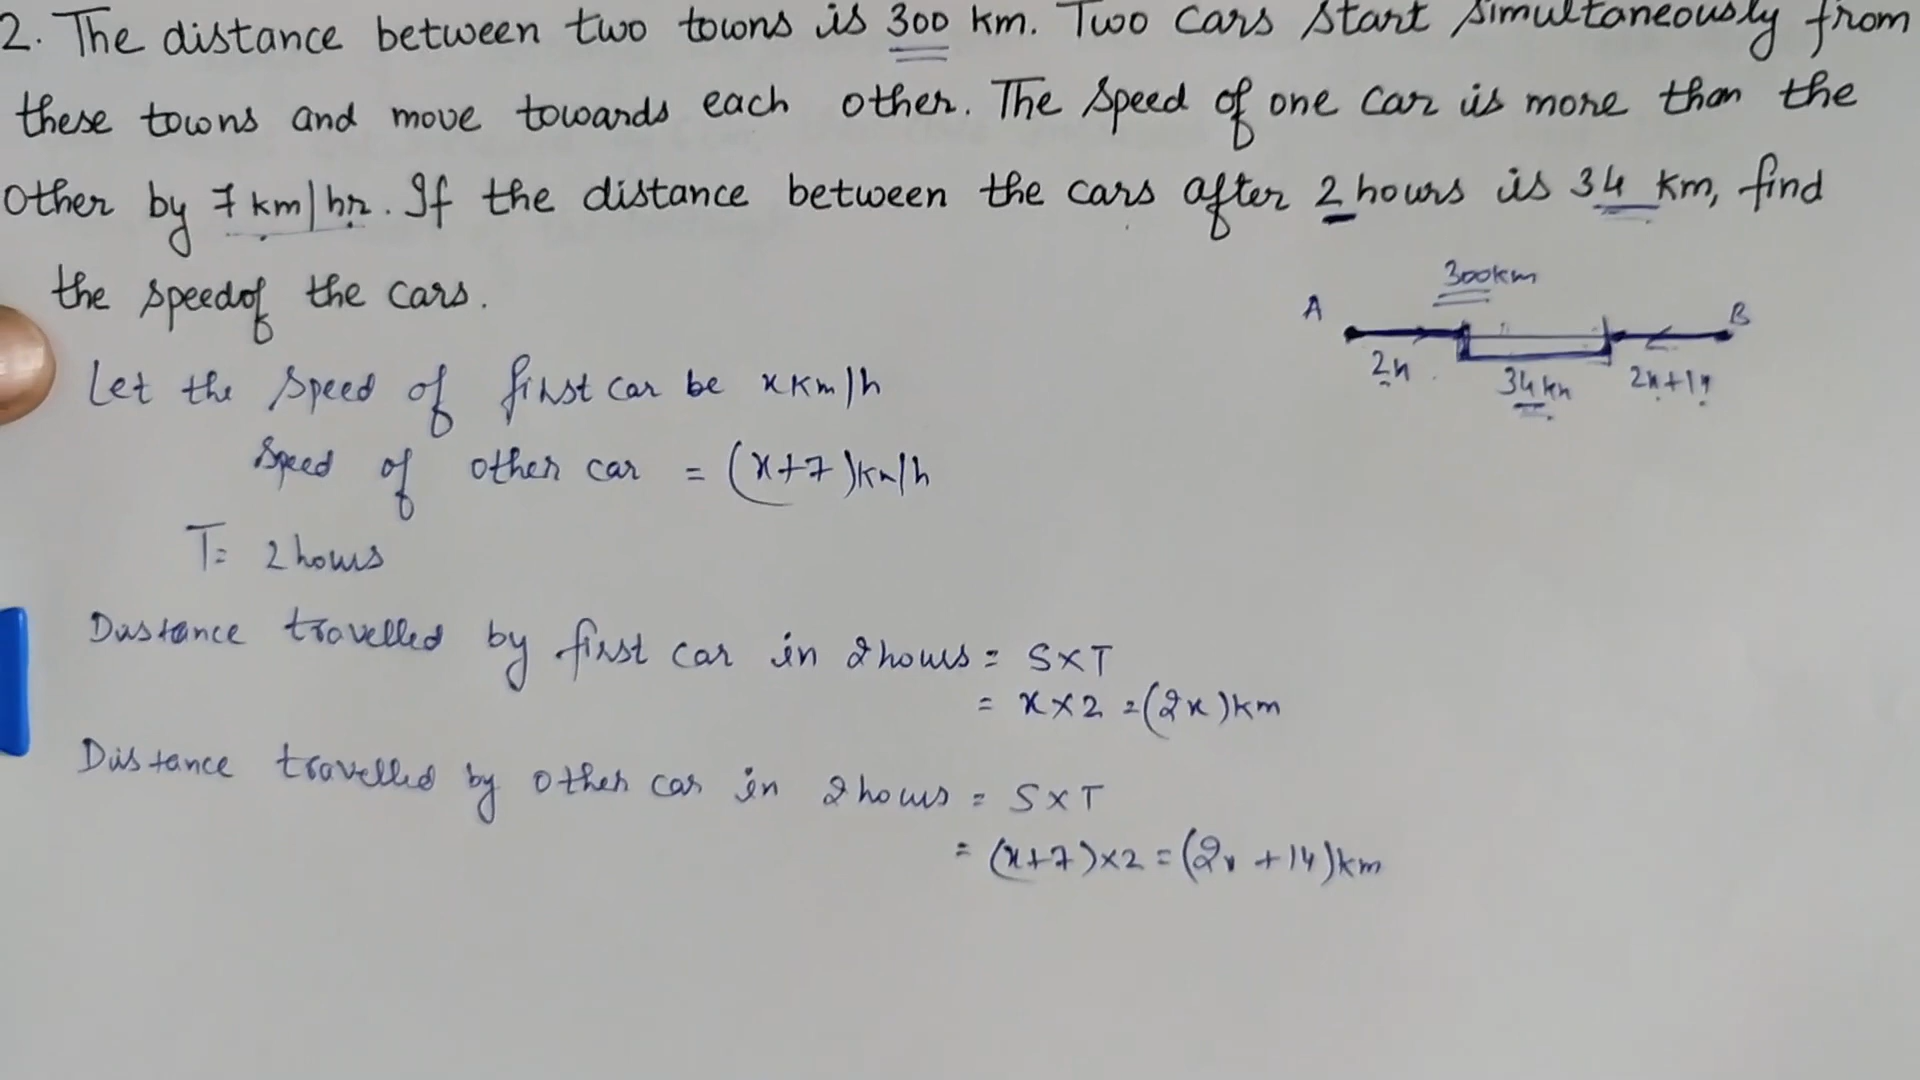 2. The distance between two towns is 300 km. Two cars start simultaneously from
these towns and move towards each other. The speed of one car is more than the
other by 7 km/hr. If the distance between the cars after 2 hours is 34 km, find
the speed of the cars.
300km
A B
2x 34km 2x+14
Let the speed of first car be x km/h
Speed of other car = (x+7)km/h
T= 2 hours
Distance travelled by first car in 2 hours = S×T
= x×2 =(2x)km
Distance travelled by other car in 2 hours = S×T
= (x+7)×2 = (2x+14)km